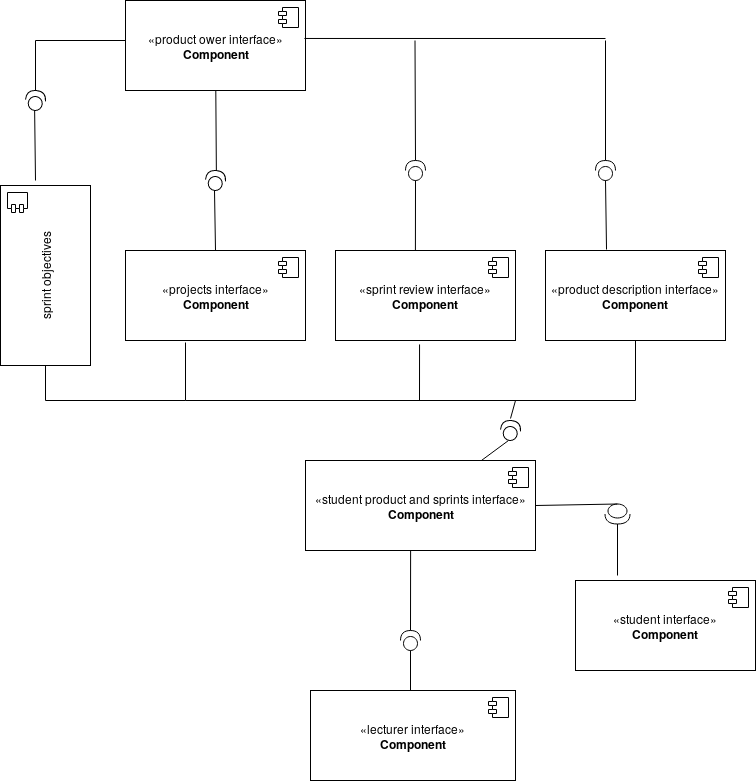 «product ower interface»
Component
sprint objectives
«projects interface»
Component
«sprint review interface»
Component
«product description interface»
Component
«student product and sprints interface»
Component
«student interface»
Component
«lecturer interface»
Component